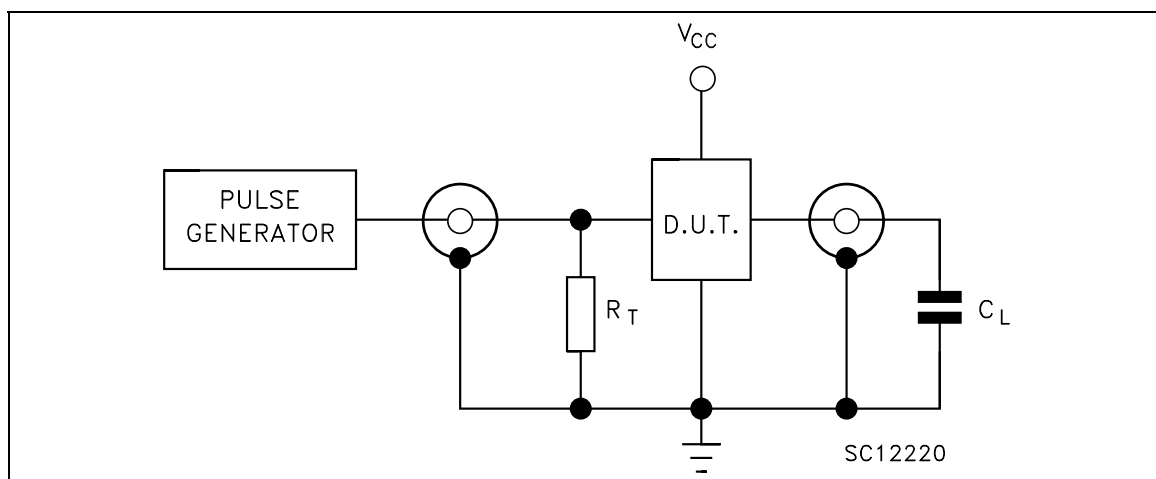 VCC
PULSE
GENERATOR
D.U.T.
RT
CL
SC12220